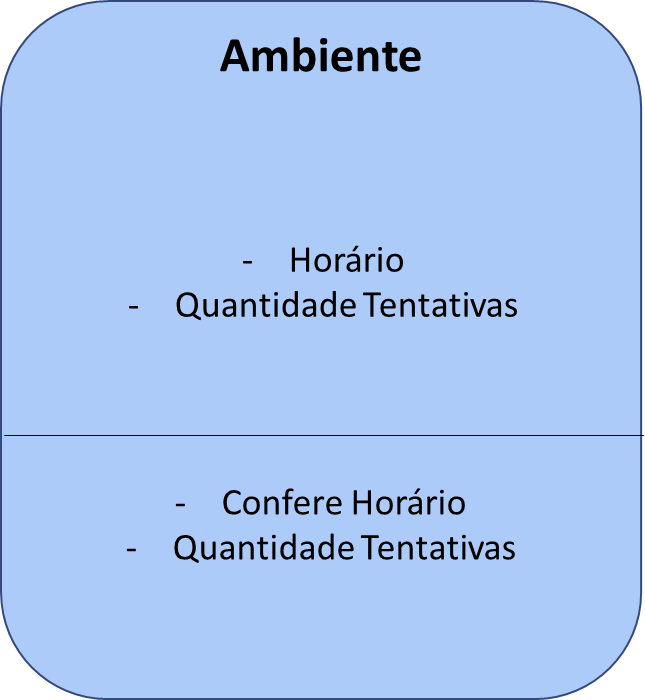 Ambiente
- Horário
- Quantidade Tentativas
- Confere Horário
- Quantidade Tentativas